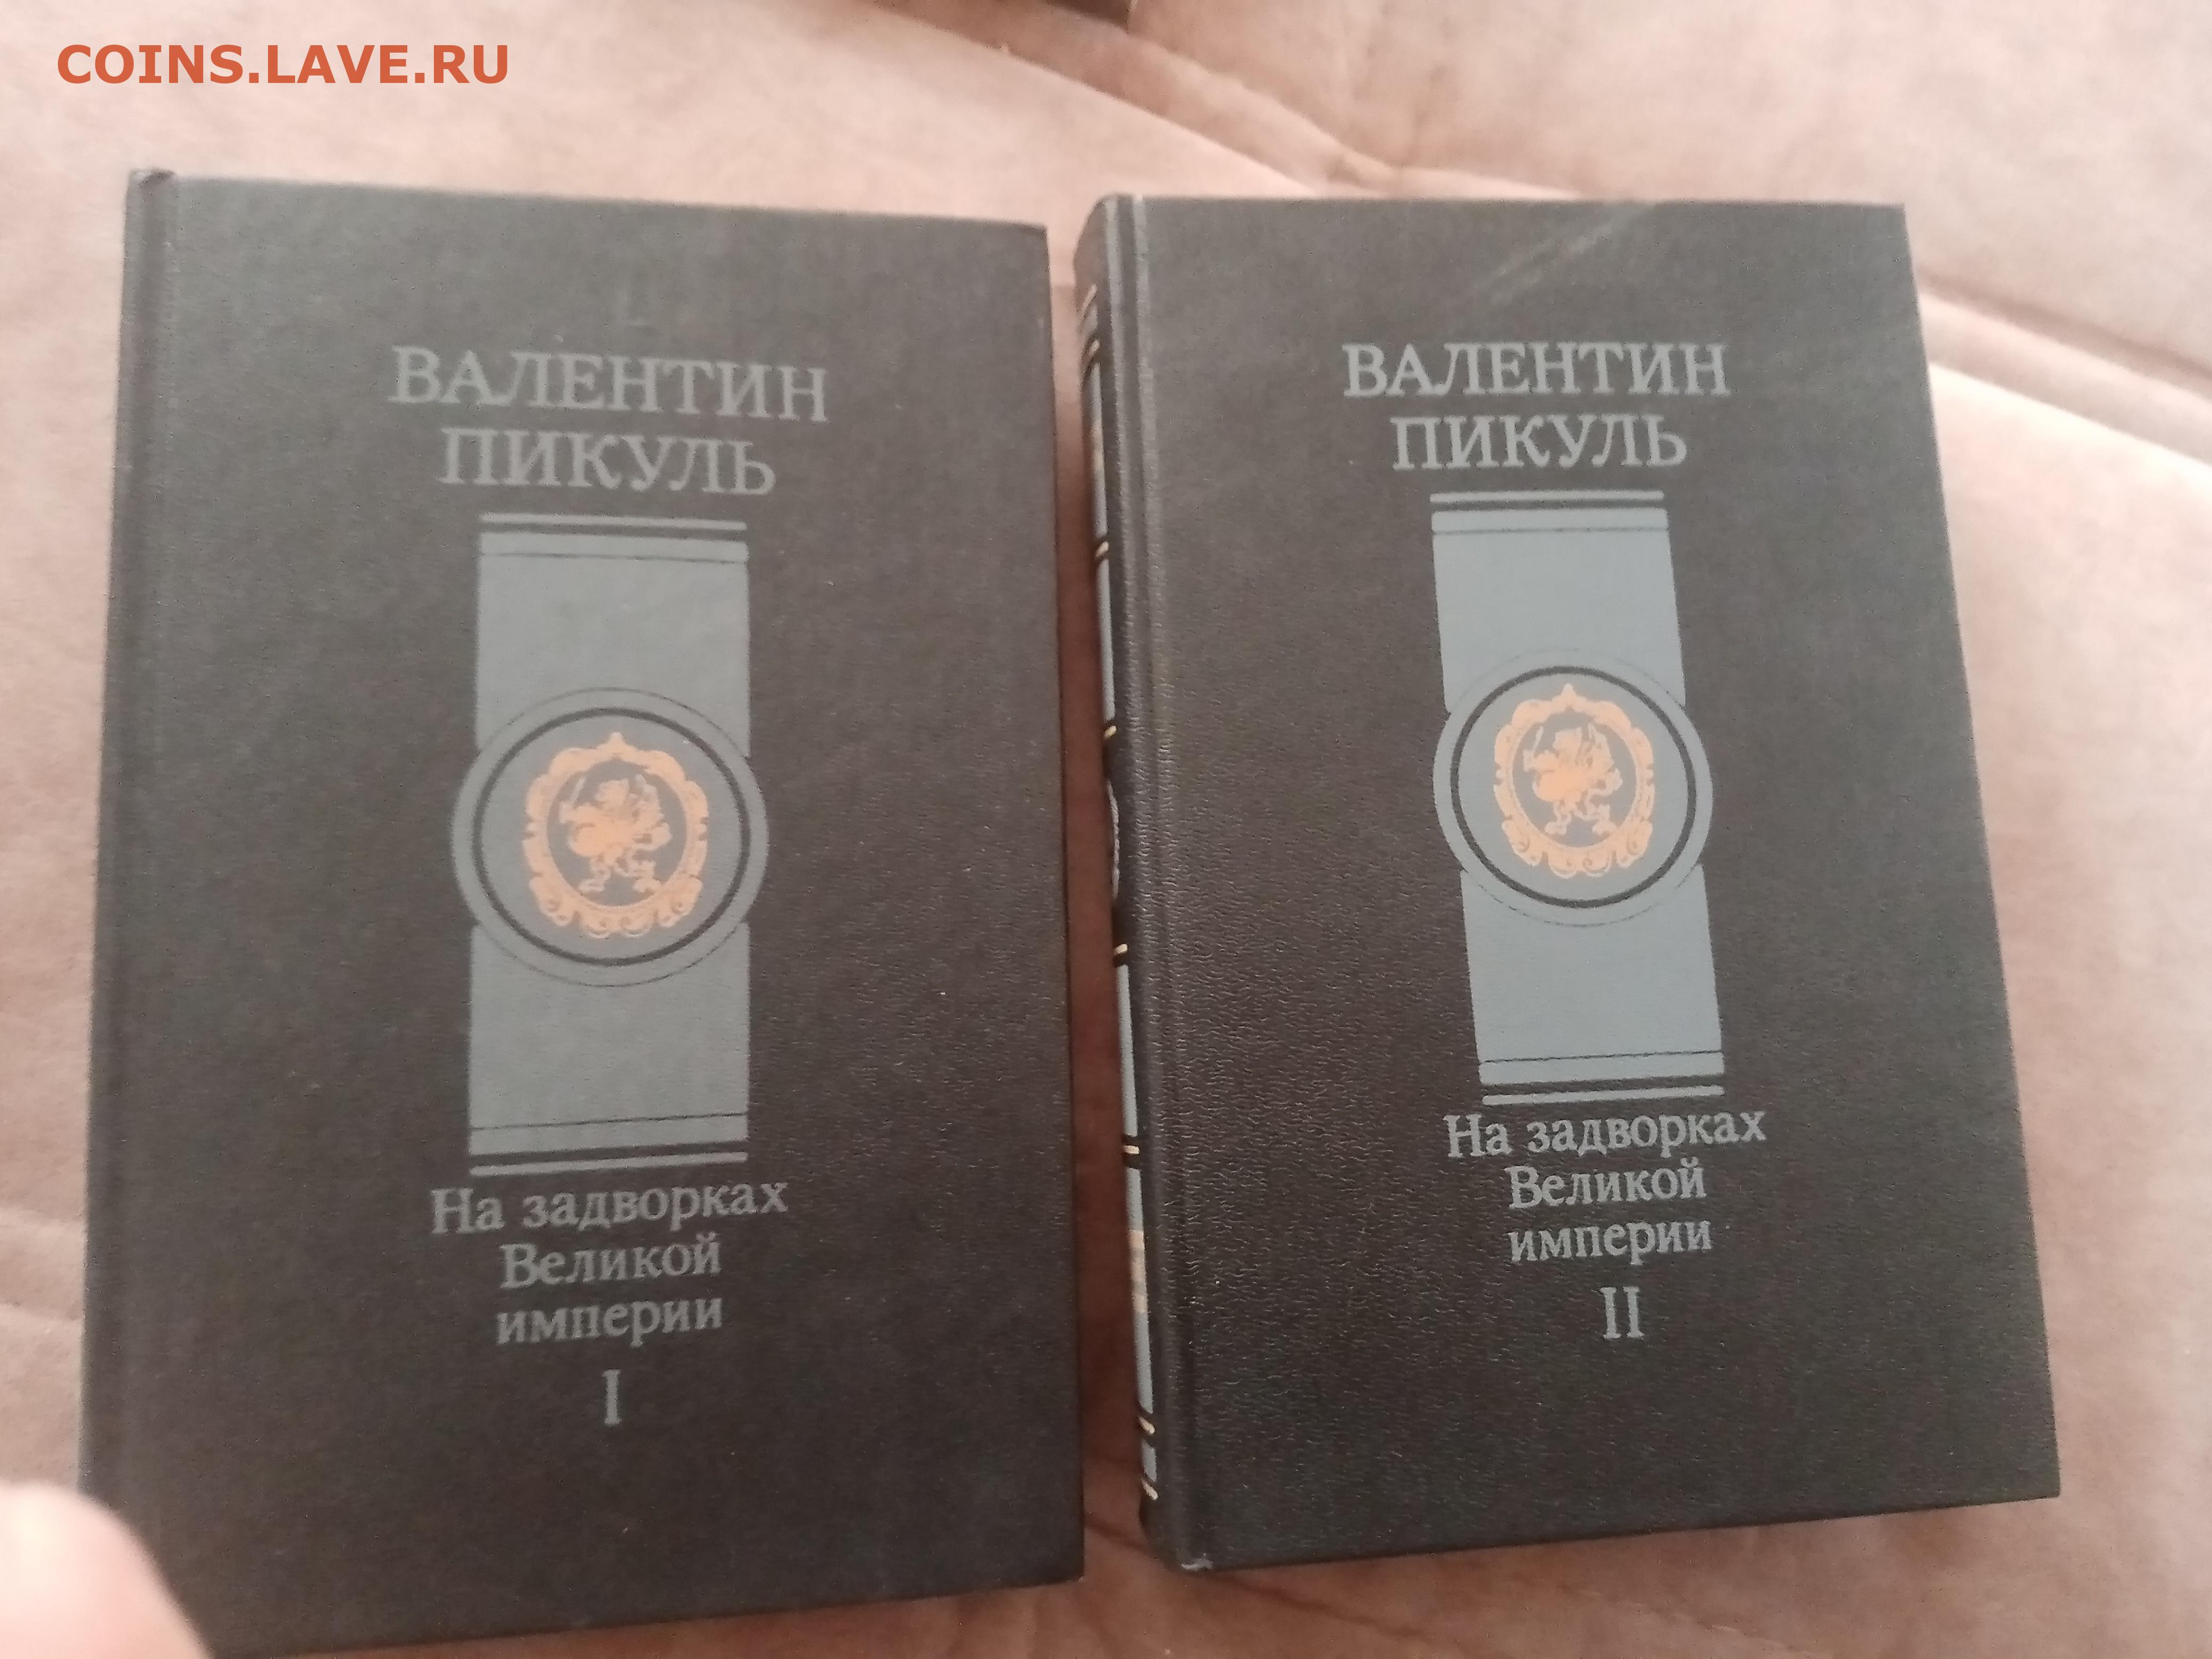 COINS.LAVE.RU
ВАЛЕНТИН
ПИКУЛЬ
На задворках
Великой
империи
I
ВАЛЕНТИН
ПИКУЛЬ
На задворках
Великой
империи
II